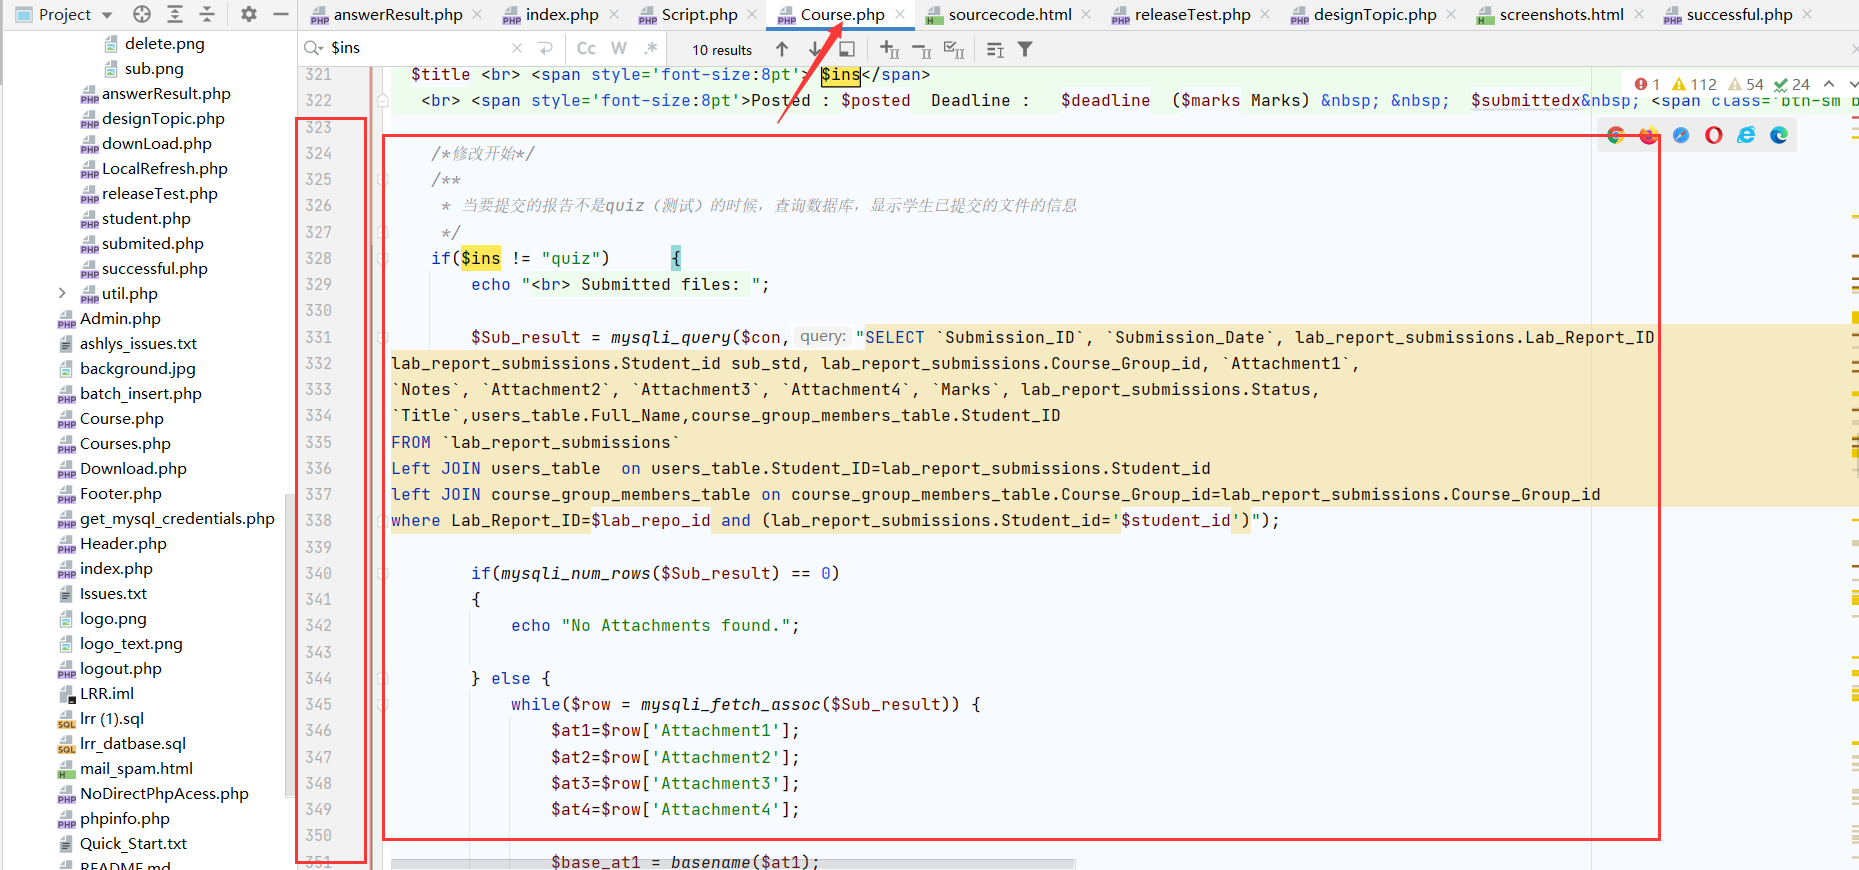 Project
answerResult.php
index.php
Script.php
Course.php
sourcecode.html
releaseTest.php
designTopic.php
screenshots.html
successful.php
$ins
Cc W .*
10 results
delete.png
sub.png
answerResult.php
designTopic.php
downLoad.php
LocalRefresh.php
releaseTest.php
student.php
submited.php
successful.php
util.php
Admin.php
ashlys_issues.txt
background.jpg
batch_insert.php
Course.php
Courses.php
Download.php
Footer.php
get_mysql_credentials.php
Header.php
index.php
Issues.txt
logo.png
logo_text.png
logout.php
LRR.iml
lrr (1).sql
lrr_datbase.sql
mail_spam.html
NoDirectPhpAcess.php
phpinfo.php
Quick_Start.txt
README.md
1 112 54 24
321 $title <br> <span style='font-size:8pt'> $ins</span>
322 <br> <span style='font-size:8pt'>Posted : $posted Deadline : $deadline ($marks Marks) &nbsp; &nbsp; $submittedx&nbsp; <span class='btn-sm b
323
324 /*修改开始*/
325 /**
326 * 当要提交的报告不是quiz（测试）的时候，查询数据库，显示学生已提交的文件的信息
327 */
328 if($ins != "quiz") {
329 echo "<br> Submitted files: ";
330
331 $Sub_result = mysqli_query($con, query: "SELECT `Submission_ID`, `Submission_Date`, lab_report_submissions.Lab_Report_ID
332 lab_report_submissions.Student_id sub_std, lab_report_submissions.Course_Group_id, `Attachment1`,
333 `Notes`, `Attachment2`, `Attachment3`, `Attachment4`, `Marks`, lab_report_submissions.Status,
334 `Title`,users_table.Full_Name,course_group_members_table.Student_ID
335 FROM `lab_report_submissions`
336 Left JOIN users_table on users_table.Student_ID=lab_report_submissions.Student_id
337 left JOIN course_group_members_table on course_group_members_table.Course_Group_id=lab_report_submissions.Course_Group_id
338 where Lab_Report_ID=$lab_repo_id and (lab_report_submissions.Student_id='$student_id')");
339
340 if(mysqli_num_rows($Sub_result) == 0)
341 {
342 echo "No Attachments found.";
343
344 } else {
345 while($row = mysqli_fetch_assoc($Sub_result)) {
346 $at1=$row['Attachment1'];
347 $at2=$row['Attachment2'];
348 $at3=$row['Attachment3'];
349 $at4=$row['Attachment4'];
350
351 $base_at1 = basename($at1);